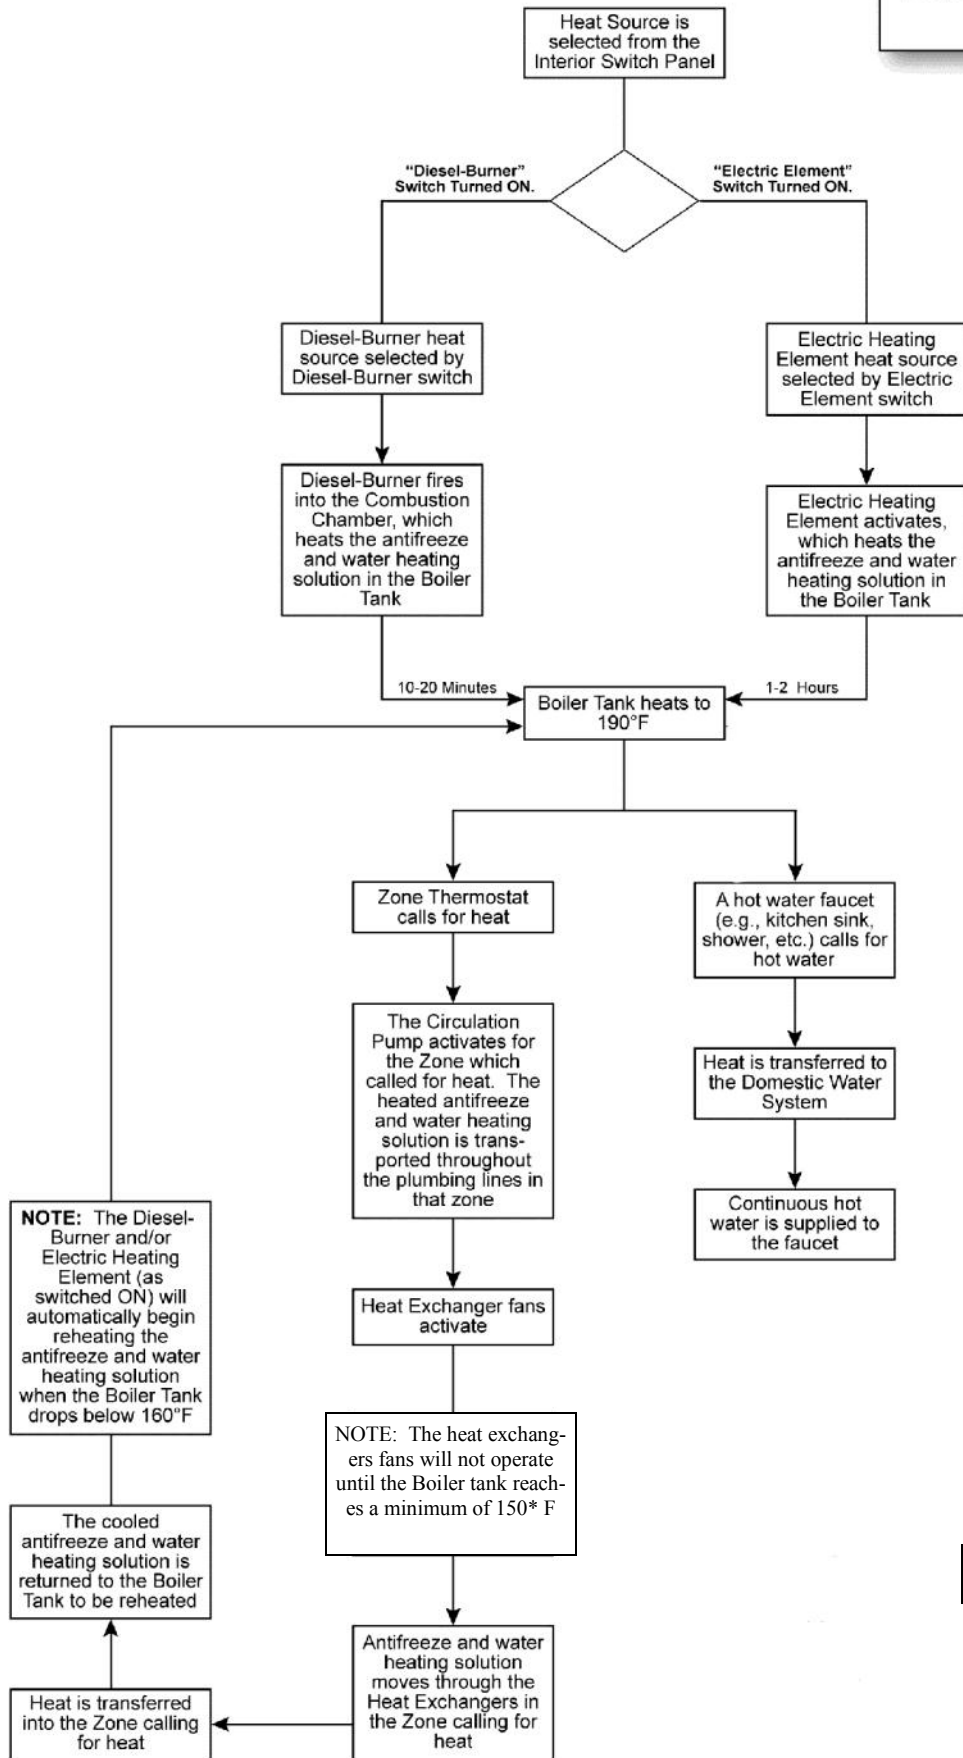 Heat Source is
selected from the
Interior Switch Panel
“Diesel-Burner”
Switch Turned ON.
“Electric Element”
Switch Turned ON.
Diesel-Burner heat
source selected by
Diesel-Burner switch
Electric Heating
Element heat source
selected by Electric
Element switch
Diesel-Burner fires
into the Combustion
Chamber, which
heats the antifreeze
and water heating
solution in the Boiler
Tank
Electric Heating
Element activates,
which heats the
antifreeze and water
heating solution in
the Boiler Tank
10-20 Minutes
1-2 Hours
Boiler Tank heats to
190°F
Zone Thermostat
calls for heat
A hot water faucet
(e.g., kitchen sink,
shower, etc.) calls for
hot water
The Circulation
Pump activates for
the Zone which
called for heat. The
heated antifreeze
and water heating
solution is trans-
ported throughout
the plumbing lines in
that zone
Heat is transferred to
the Domestic Water
System
Continuous hot
water is supplied to
the faucet
Heat Exchanger fans
activate
NOTE: The heat exchang-
ers fans will not operate
until the Boiler tank reach-
es a minimum of 150* F
Antifreeze and water
heating solution
moves through the
Heat Exchangers in
the Zone calling for
heat
Heat is transferred
into the Zone calling
for heat
The cooled
antifreeze and water
heating solution is
returned to the Boiler
Tank to be reheated
NOTE: The Diesel-
Burner and/or
Electric Heating
Element (as
switched ON) will
automatically begin
reheating the
antifreeze and water
heating solution
when the Boiler Tank
drops below 160°F